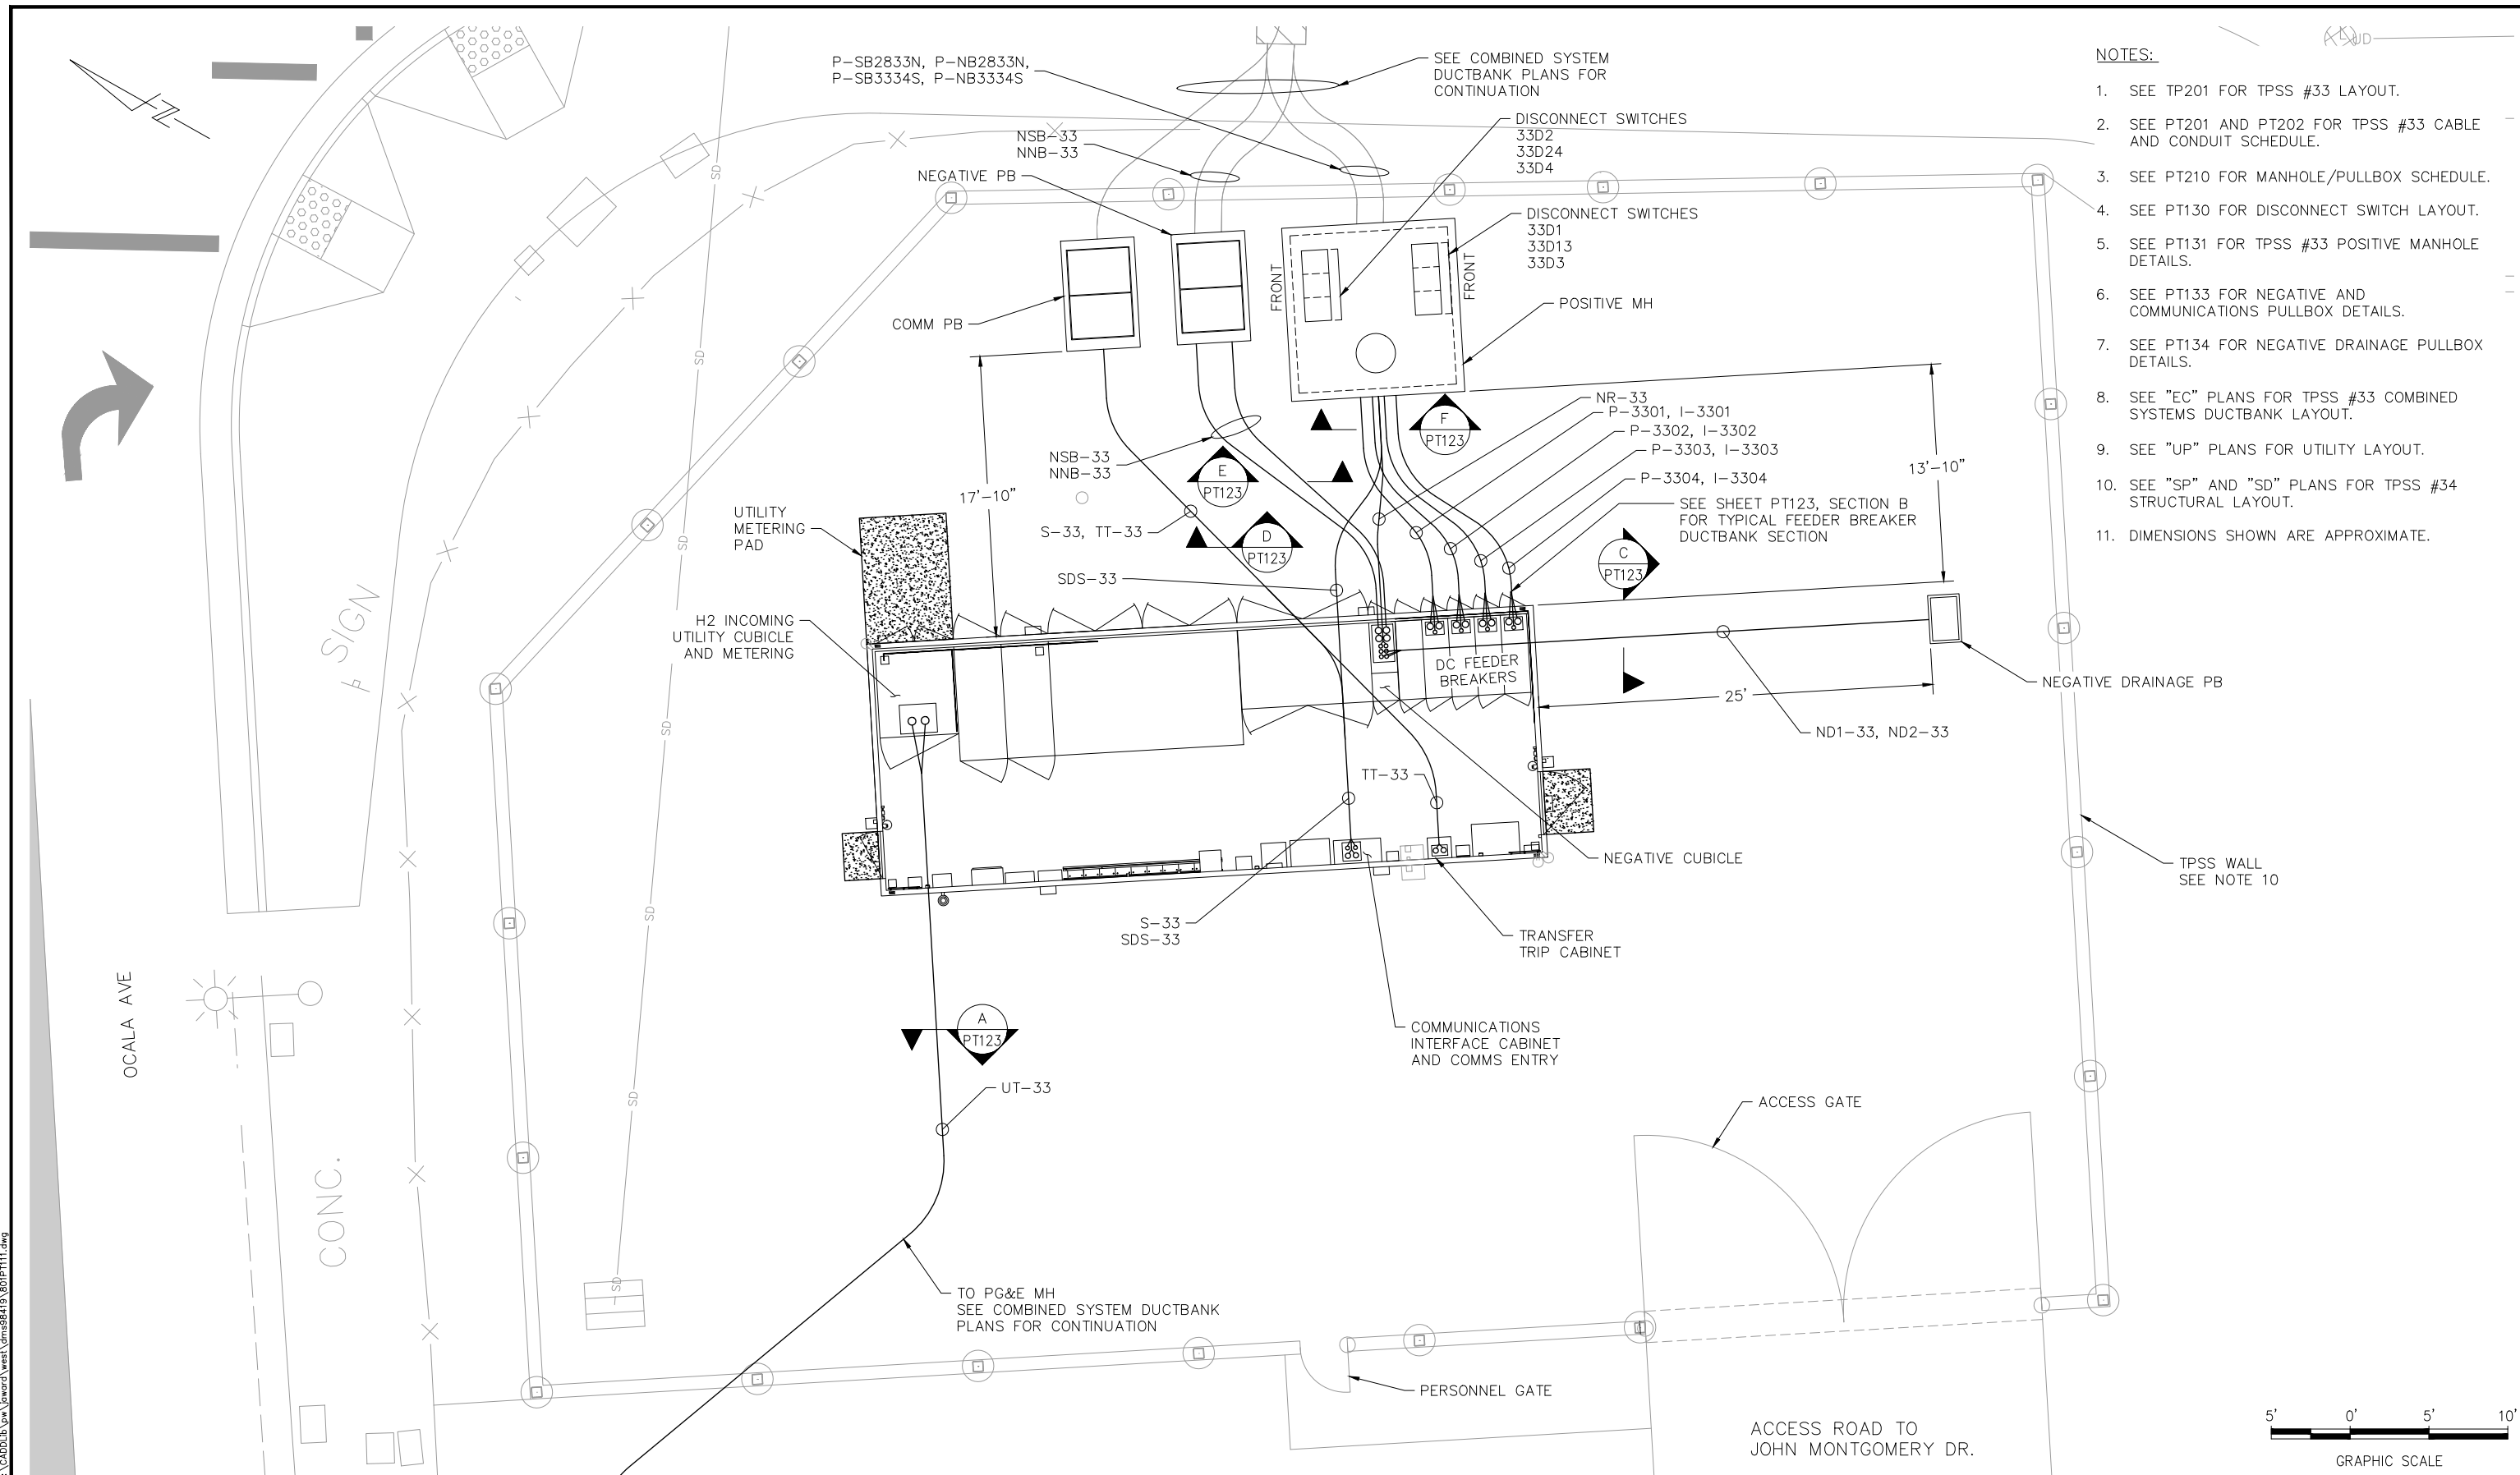 P-SB2833N, P-NB2833N,
P-SB3334S, P-NB3334S
SEE COMBINED SYSTEM
DUCTBANK PLANS FOR
CONTINUATION
NSB-33
NNB-33
DISCONNECT SWITCHES
33D2
33D24
33D4
NEGATIVE PB
DISCONNECT SWITCHES
33D1
33D13
33D3
FRONT
FRONT
COMM PB
POSITIVE MH
NOTES:
1. SEE TP201 FOR TPSS #33 LAYOUT.
2. SEE PT201 AND PT202 FOR TPSS #33 CABLE
AND CONDUIT SCHEDULE.
3. SEE PT210 FOR MANHOLE/PULLBOX SCHEDULE.
4. SEE PT130 FOR DISCONNECT SWITCH LAYOUT.
5. SEE PT131 FOR TPSS #33 POSITIVE MANHOLE
DETAILS.
6. SEE PT133 FOR NEGATIVE AND
COMMUNICATIONS PULLBOX DETAILS.
7. SEE PT134 FOR NEGATIVE DRAINAGE PULLBOX
DETAILS.
8. SEE "EC" PLANS FOR TPSS #33 COMBINED
SYSTEMS DUCTBANK LAYOUT.
9. SEE "UP" PLANS FOR UTILITY LAYOUT.
10. SEE "SP" AND "SD" PLANS FOR TPSS #34
STRUCTURAL LAYOUT.
11. DIMENSIONS SHOWN ARE APPROXIMATE.
NR-33
P-3301, I-3301
P-3302, I-3302
P-3303, I-3303
P-3304, I-3304
F
PT123
NSB-33
NNB-33
E
PT123
17'-10"
13'-10"
SEE SHEET PT123, SECTION B
FOR TYPICAL FEEDER BREAKER
DUCTBANK SECTION
UTILITY
METERING
PAD
S-33, TT-33
D
PT123
C
PT123
SDS-33
H2 INCOMING
UTILITY CUBICLE
AND METERING
DC FEEDER
BREAKERS
25'
NEGATIVE DRAINAGE PB
ND1-33, ND2-33
TT-33
NEGATIVE CUBICLE
TPSS WALL
SEE NOTE 10
S-33
SDS-33
TRANSFER
TRIP CABINET
COMMUNICATIONS
INTERFACE CABINET
AND COMMS ENTRY
A
PT123
UT-33
ACCESS GATE
TO PG&E MH
SEE COMBINED SYSTEM DUCTBANK
PLANS FOR CONTINUATION
PERSONNEL GATE
ACCESS ROAD TO
JOHN MONTGOMERY DR.
OCALA AVE
SIGN
CONC.
SD
SD
SD
SD
SD
SD
SD
5' 0' 5' 10'
GRAPHIC SCALE